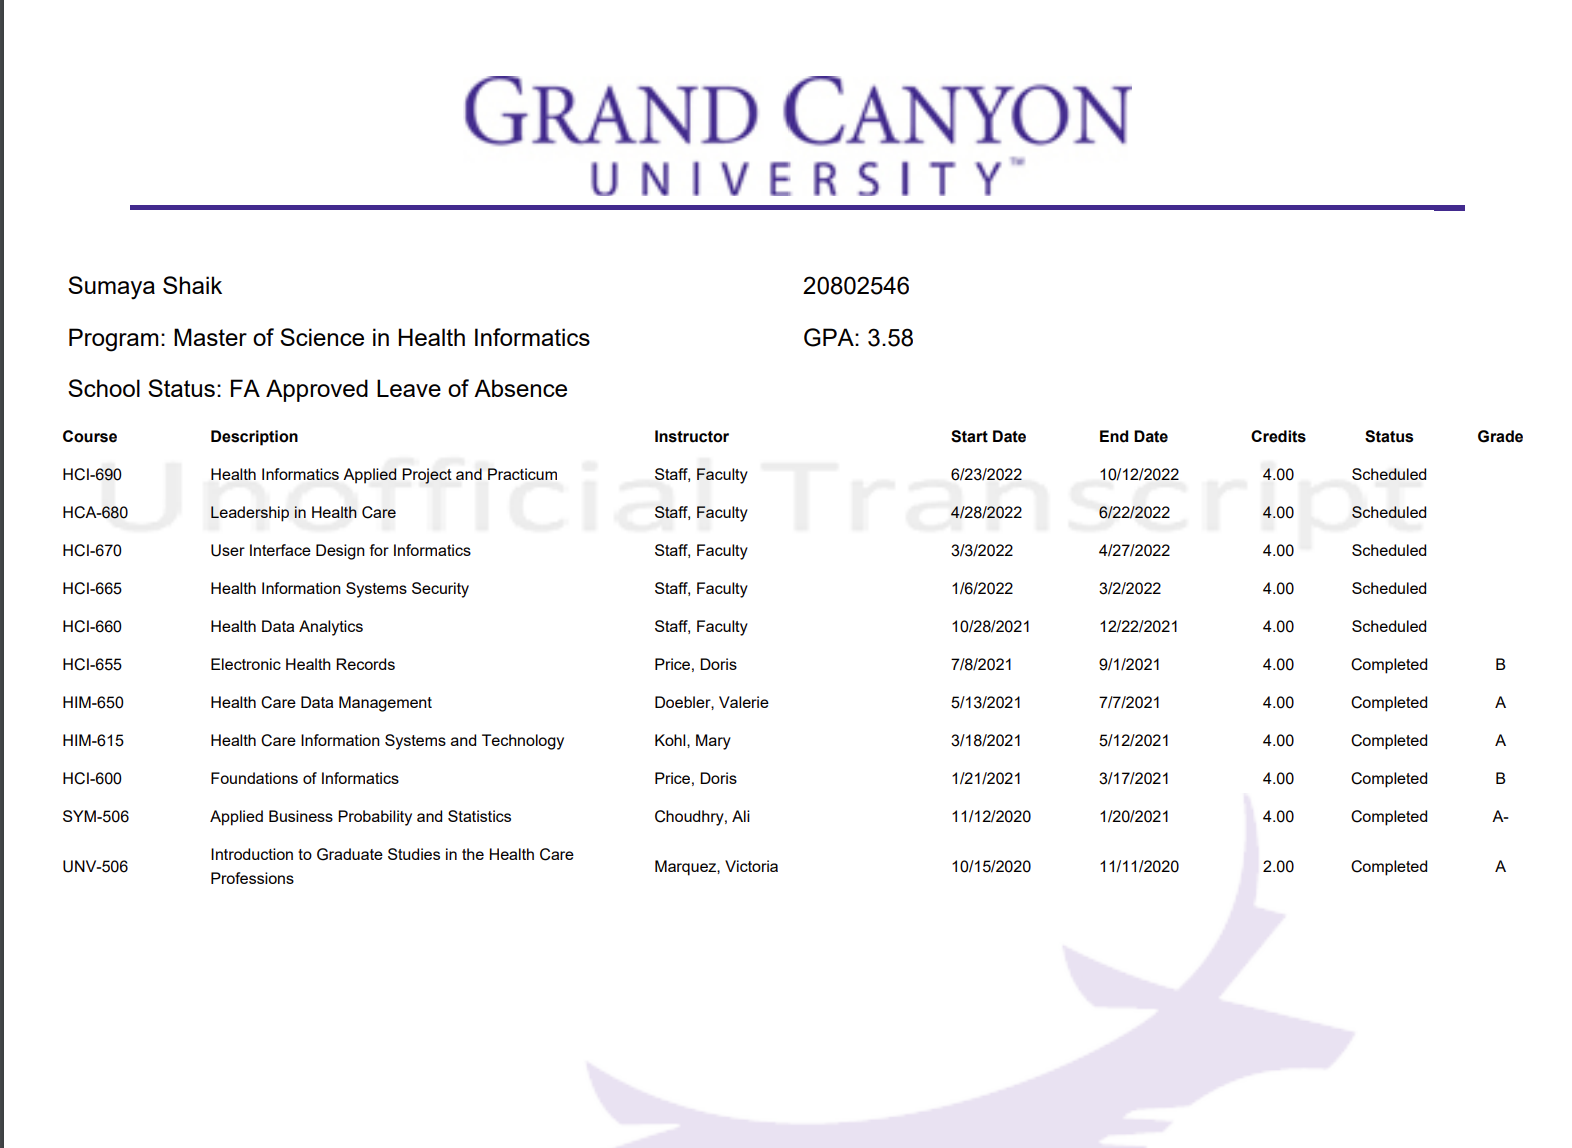 GRAND CANYON
UNIVERSITY™
Sumaya Shaik 20802546
Program: Master of Science in Health Informatics GPA: 3.58
School Status: FA Approved Leave of Absence
Course Description Instructor Start Date End Date Credits Status Grade
Unofficial Transcript
HCI-690 Health Informatics Applied Project and Practicum Staff, Faculty 6/23/2022 10/12/2022 4.00 Scheduled
HCA-680 Leadership in Health Care Staff, Faculty 4/28/2022 6/22/2022 4.00 Scheduled
HCI-670 User Interface Design for Informatics Staff, Faculty 3/3/2022 4/27/2022 4.00 Scheduled
HCI-665 Health Information Systems Security Staff, Faculty 1/6/2022 3/2/2022 4.00 Scheduled
HCI-660 Health Data Analytics Staff, Faculty 10/28/2021 12/22/2021 4.00 Scheduled
HCI-655 Electronic Health Records Price, Doris 7/8/2021 9/1/2021 4.00 Completed B
HIM-650 Health Care Data Management Doebler, Valerie 5/13/2021 7/7/2021 4.00 Completed A
HIM-615 Health Care Information Systems and Technology Kohl, Mary 3/18/2021 5/12/2021 4.00 Completed A
HCI-600 Foundations of Informatics Price, Doris 1/21/2021 3/17/2021 4.00 Completed B
SYM-506 Applied Business Probability and Statistics Choudhry, Ali 11/12/2020 1/20/2021 4.00 Completed A-
UNV-506 Introduction to Graduate Studies in the Health Care
Professions Marquez, Victoria 10/15/2020 11/11/2020 2.00 Completed A